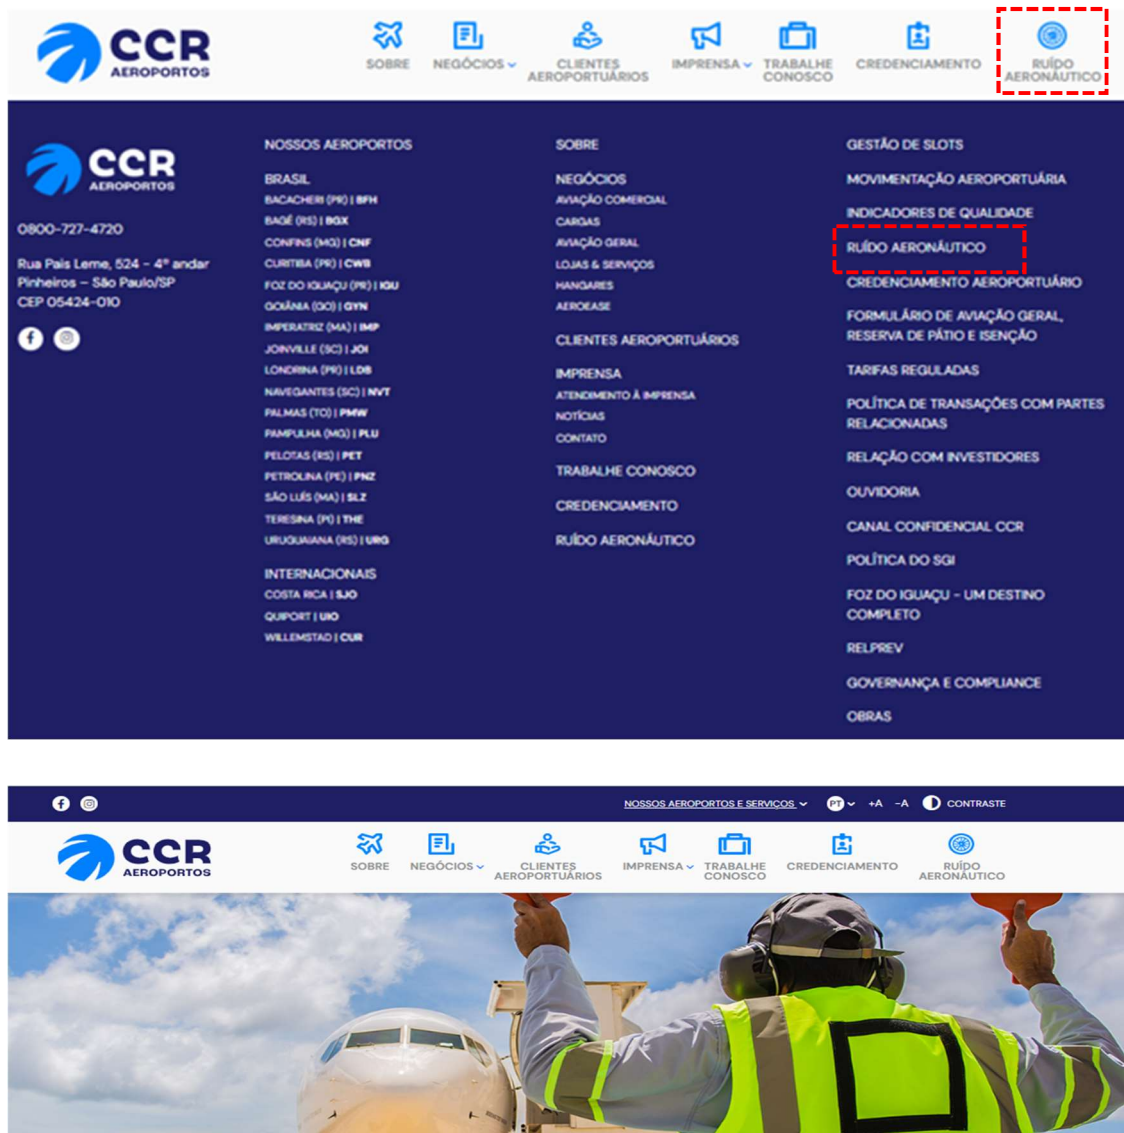 CCR
AEROPORTOS
SOBRE
NEGÓCIOS
CLIENTES
AEROPORTUÁRIOS
IMPRENSA
TRABALHE
CONOSCO
CREDENCIAMENTO
RUÍDO
AERONÁUTICO
CCR
AEROPORTOS
0800-727-4720
Rua Pais Leme, 524 - 4º andar
Pinheiros – São Paulo/SP
CEP 05424-010
NOSSOS AEROPORTOS
BRASIL
BACACHERI (PR) | BFH
BAGÉ (RS) | BGX
CONFINS (MG) | CNF
CURITIBA (PR) | CWB
FOZ DO IGUAÇU (PR) | IGU
GOIÂNIA (GO) | GYN
IMPERATRIZ (MA) | IMP
JOINVILLE (SC) | JOI
LONDRINA (PR) | LDB
NAVEGANTES (SC) | NVT
PALMAS (TO) | PMW
PAMPULHA (MG) | PLU
PELOTAS (RS) | PET
PETROLINA (PE) | PNZ
SÃO LUÍS (MA) | SLZ
TERESINA (PI) | THE
URUGUAIANA (RS) | URG
INTERNACIONAIS
COSTA RICA | SJO
QUIPORT | UIO
WILLEMSTAD | CUR
SOBRE
NEGÓCIOS
AVIAÇÃO COMERCIAL
CARGAS
AVIAÇÃO GERAL
LOJAS & SERVIÇOS
HANGARES
AEROEASE
CLIENTES AEROPORTUÁRIOS
IMPRENSA
ATENDIMENTO À IMPRENSA
NOTÍCIAS
CONTATO
TRABALHE CONOSCO
CREDENCIAMENTO
RUÍDO AERONÁUTICO
GESTÃO DE SLOTS
MOVIMENTAÇÃO AEROPORTUÁRIA
INDICADORES DE QUALIDADE
RUÍDO AERONÁUTICO
CREDENCIAMENTO AEROPORTUÁRIO
FORMULÁRIO DE AVIAÇÃO GERAL,
RESERVA DE PÁTIO E ISENÇÃO
TARIFAS REGULADAS
POLÍTICA DE TRANSAÇÕES COM PARTES
RELACIONADAS
RELAÇÃO COM INVESTIDORES
OUVIDORIA
CANAL CONFIDENCIAL CCR
POLÍTICA DO SGI
FOZ DO IGUAÇU - UM DESTINO
COMPLETO
RELPREV
GOVERNANÇA E COMPLIANCE
OBRAS
NOSSOS AEROPORTOS E SERVIÇOS
PT
+A
-A
CONTRASTE
CCR
AEROPORTOS
SOBRE
NEGÓCIOS
CLIENTES
AEROPORTUÁRIOS
IMPRENSA
TRABALHE
CONOSCO
CREDENCIAMENTO
RUÍDO
AERONÁUTICO